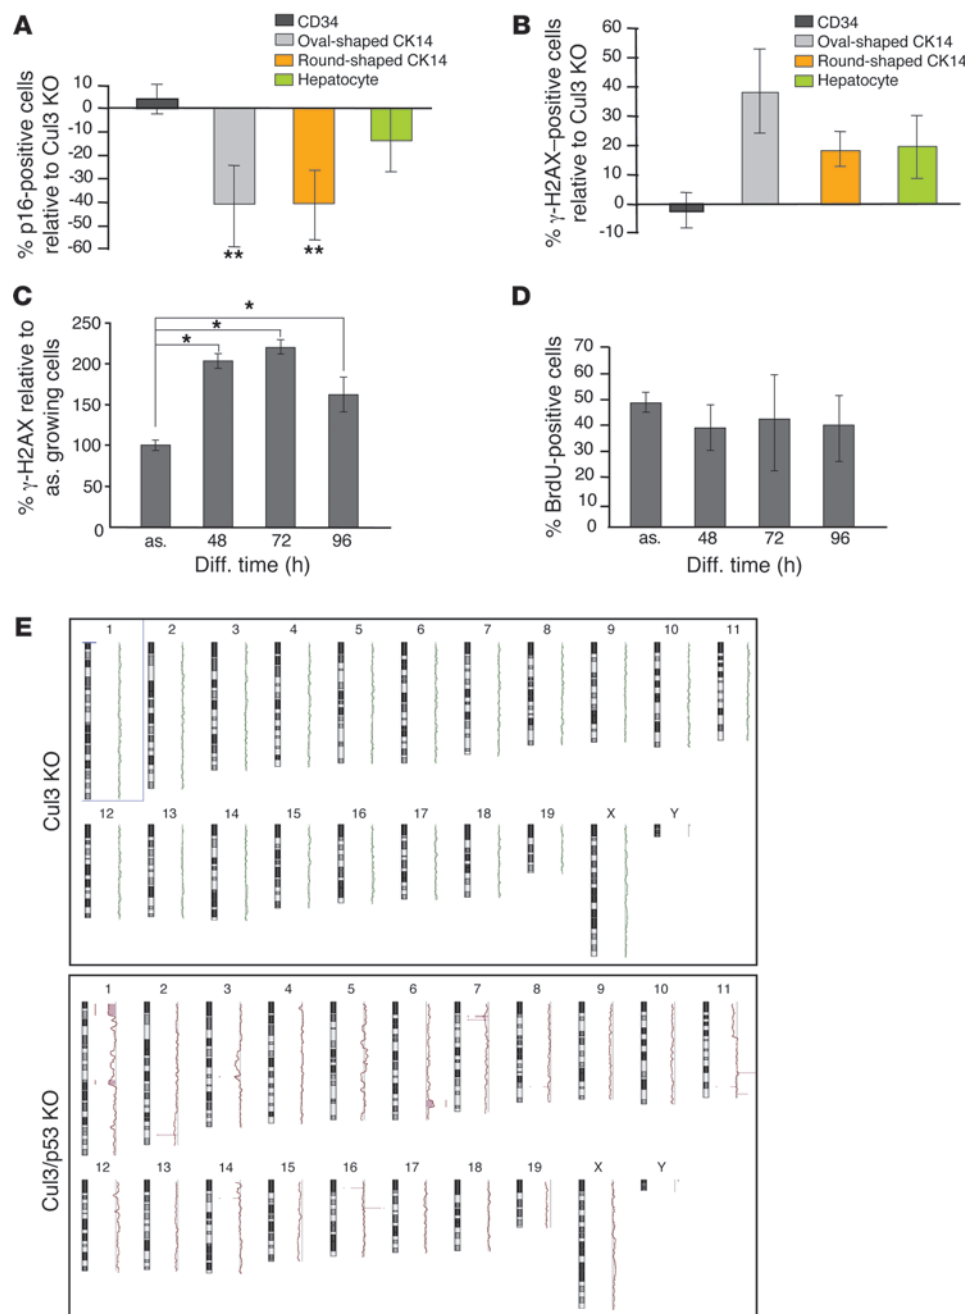 A
CD34
Oval-shaped CK14
Round-shaped CK14
Hepatocyte
% p16-positive cells
relative to Cul3 KO
10
0
-10
-20
-30
-40
-50
-60
**
**
B
CD34
Oval-shaped CK14
Round-shaped CK14
Hepatocyte
% γ-H2AX–positive cells
relative to Cul3 KO
60
50
40
30
20
10
0
-10
C
% γ-H2AX relative to
as. growing cells
250
200
150
100
50
0
*
*
*
as.
48
72
96
Diff. time (h)
D
% BrdU-positive cells
70
60
50
40
30
20
10
0
as.
48
72
96
Diff. time (h)
E
Cul3 KO
1 2 3 4 5 6 7 8 9 10 11
12 13 14 15 16 17 18 19 X Y
Cul3/p53 KO
1 2 3 4 5 6 7 8 9 10 11
12 13 14 15 16 17 18 19 X Y